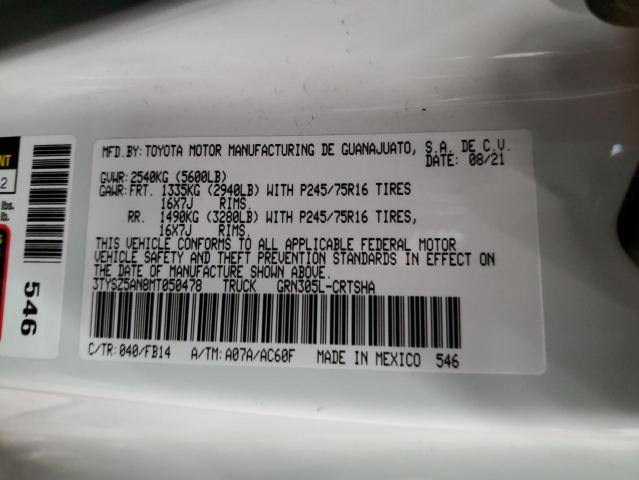 MFD.BY:TOYOTA MOTOR MANUFACTURING DE GUANAJUATO, S.A. DE C.V.
DATE: 08/21
GVWR:2540KG (5600LB)
GAWR:FRT. 1335KG (2940LB) WITH P245/75R16 TIRES
16X7J RIMS.
RR. 1490KG (3280LB) WITH P245/75R16 TIRES,
16X7J RIMS.
THIS VEHICLE CONFORMS TO ALL APPLICABLE FEDERAL MOTOR
VEHICLE SAFETY AND THEFT PREVENTION STANDARDS IN EFFECT ON
THE DATE OF MANUFACTURE SHOWN ABOVE.
3TYSZ5AN8MT050478 TRUCK GRN305L-CRTSHA
C/TR:040/FB14 A/TM:A07A/AC60F MADE IN MEXICO 546
2
lbs.
lb.
546